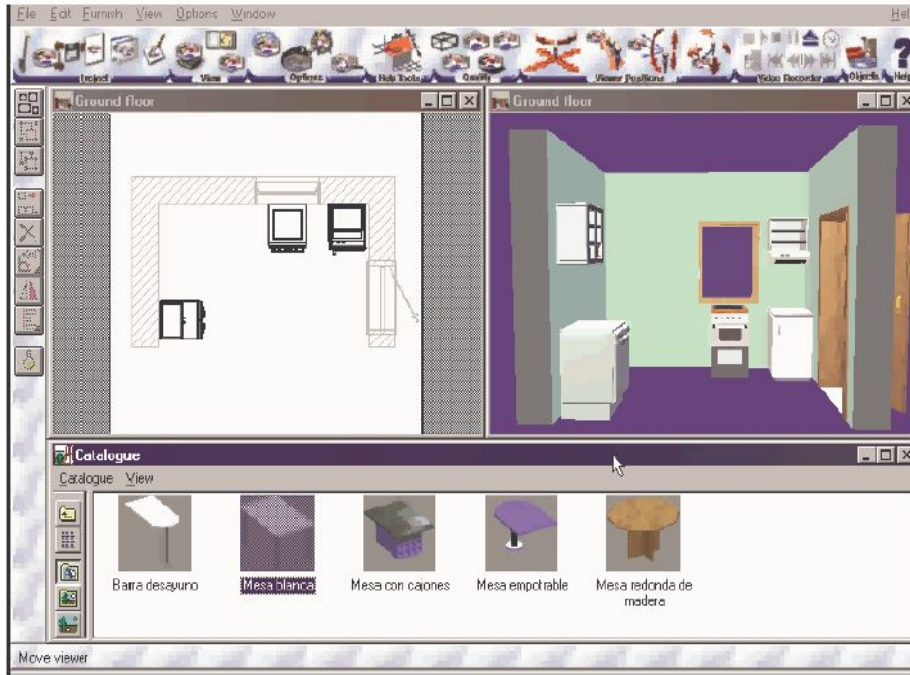 File Edit Furnish View Options Window Hel
Project View Options Help Tools Quality Viewer Positions Video Recorder Objects Help
Ground floor
Ground floor
Catalogue
Catalogue View
Barra desayuno
Mesa blanca
Mesa con cajones
Mesa empotrable
Mesa redonda de
madera
Move viewer